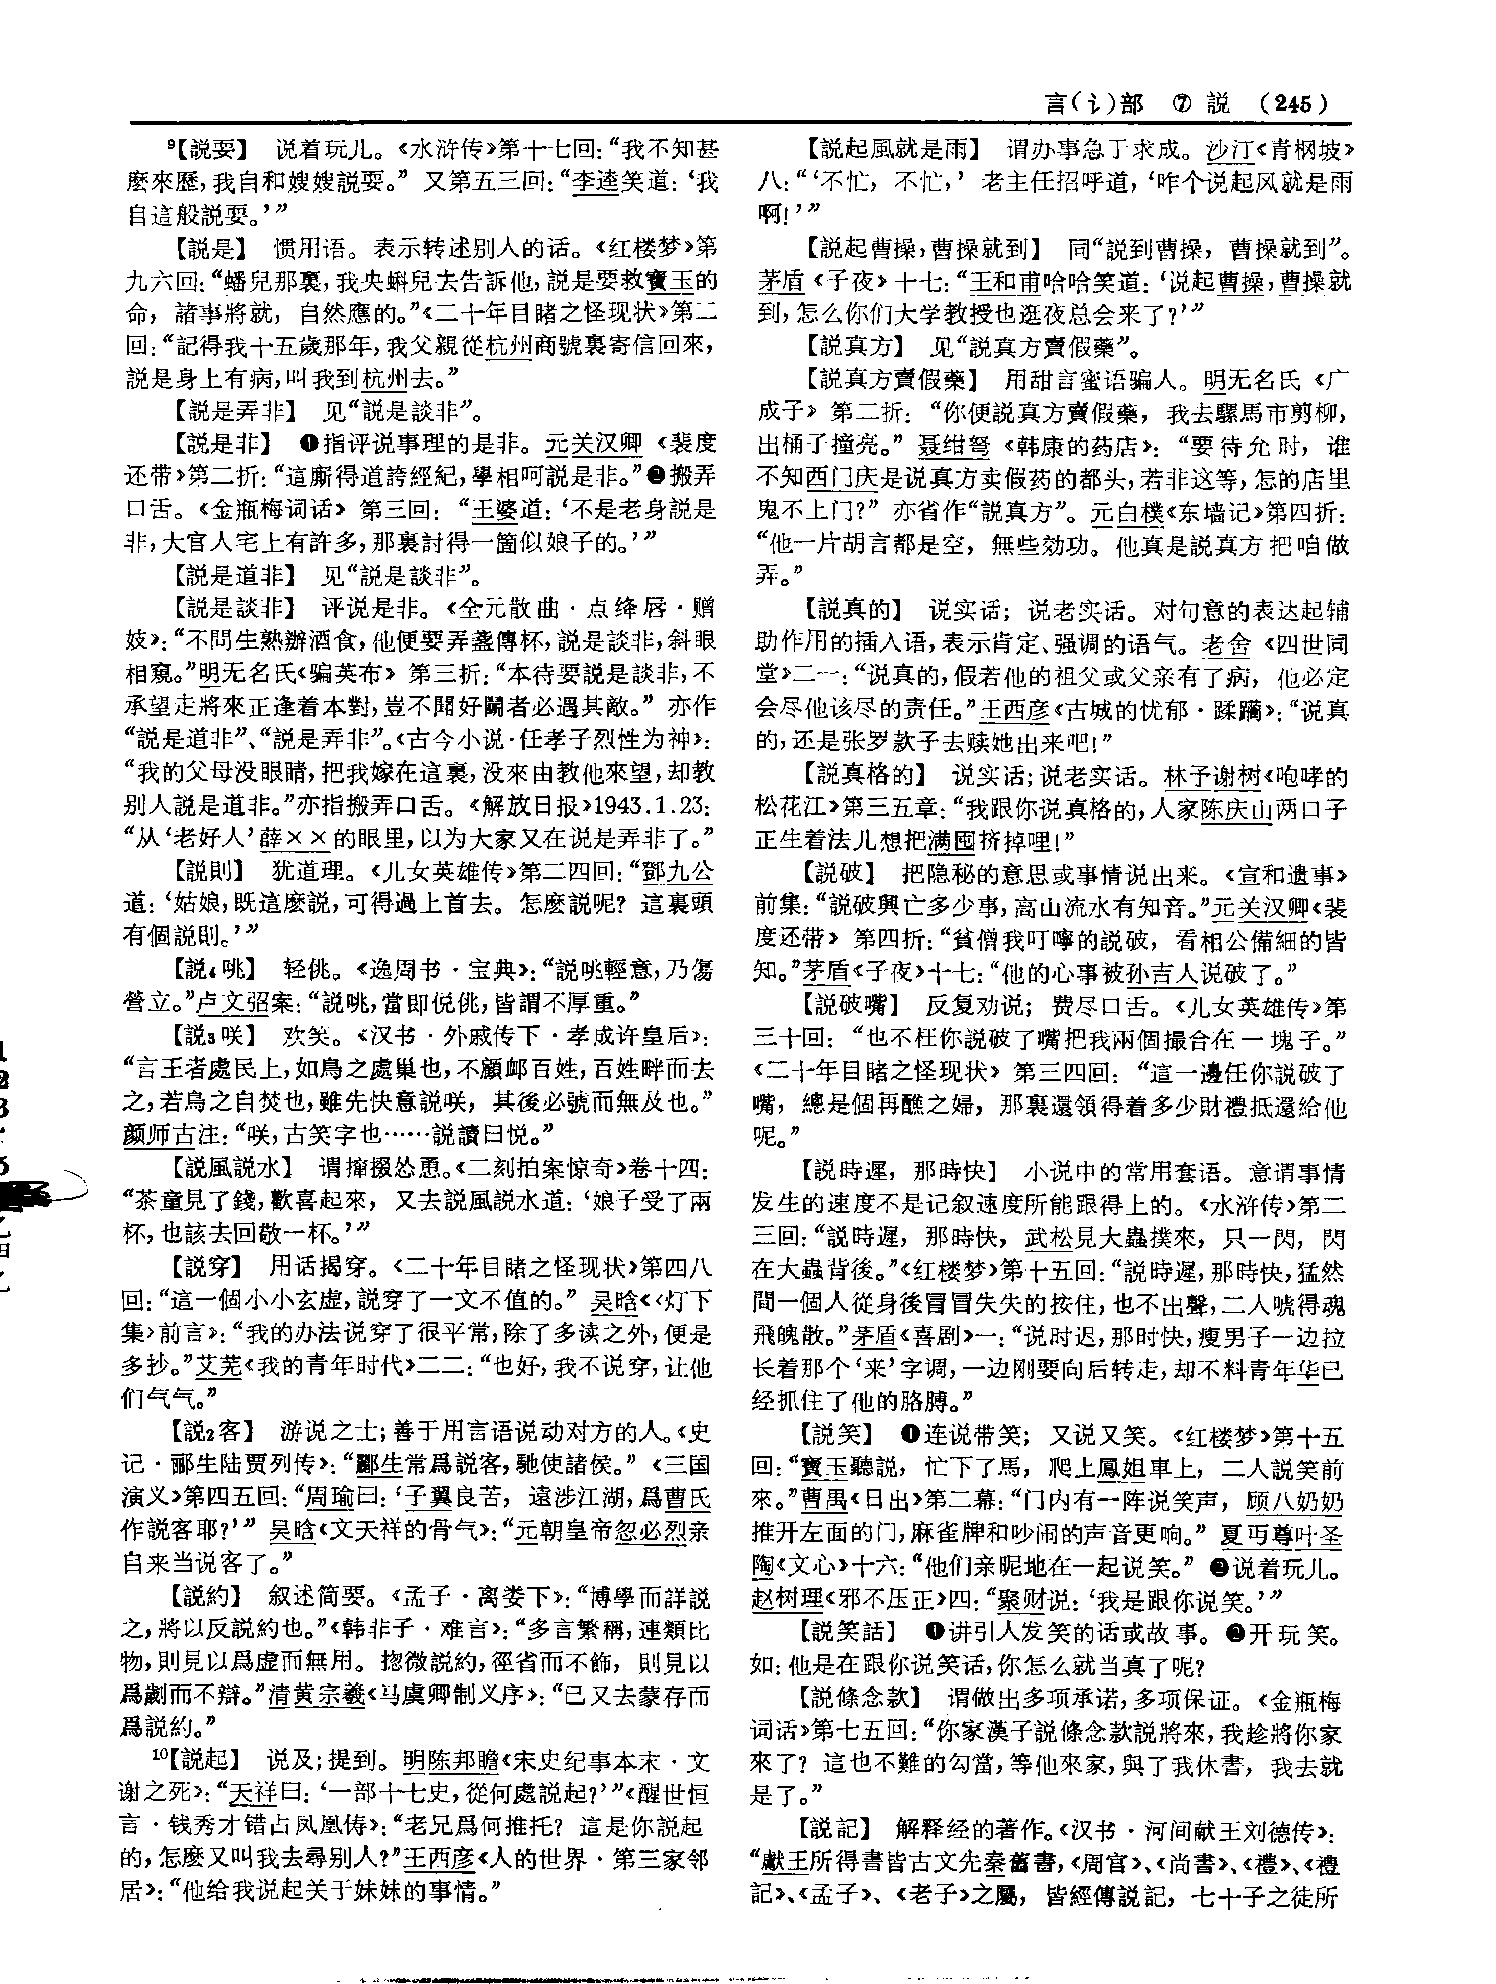 言(讠)部　⑦ 説　(245)
⁹【説耍】　说着玩儿。《水浒传》第十七回：“我不知甚
麽來歷，我自和嫂嫂説耍。”又第五三回：“李逵笑道：‘我
自這般説耍。’”
【説是】　惯用语。表示转述别人的话。《红楼梦》第
九六回：“蟠兒那裏，我央蝌兒去告訴他，説是要救寶玉的
命，諸事將就，自然應的。”《二十年目睹之怪现状》第二
回：“記得我十五歲那年，我父親從杭州商號裏寄信回來，
説是身上有病，叫我到杭州去。”
【説是弄非】　见“説是談非”。
【説是非】　❶指评说事理的是非。元关汉卿《裴度
还带》第二折：“這廝得道誇經紀，學相呵説是非。”❷搬弄
口舌。《金瓶梅词话》第三回：“王婆道：‘不是老身説是
非，大官人宅上有許多，那裏討得一箇似娘子的。’”
【説是道非】　见“説是談非”。
【説是談非】　评说是非。《全元散曲·点绛唇·赠
妓》：“不問生熟辦酒食，他便要弄盞傳杯，説是談非，斜眼
相窺。”明无名氏《骗英布》第三折：“本待要説是談非，不
承望走將來正逢着本對，豈不聞好鬭者必遇其敵。”亦作
“説是道非”、“説是弄非”。《古今小说·任孝子烈性为神》：
“我的父母没眼睛，把我嫁在這裏，没來由教他來望，却教
别人説是道非。”亦指搬弄口舌。《解放日报》1943.1.23：
“从‘老好人’薛××的眼里，以为大家又在说是弄非了。”
【説則】　犹道理。《儿女英雄传》第二四回：“鄧九公
道：‘姑娘，既這麽説，可得過上首去。怎麽説呢？這裏頭
有個説則。’”
【説₄咷】　轻佻。《逸周书·宝典》：“説咷輕意，乃傷
營立。”卢文弨案：“説咷，當即侻佻，皆謂不厚重。”
【説₃咲】　欢笑。《汉书·外戚传下·孝成许皇后》：
“言王者處民上，如鳥之處巢也，不顧卹百姓，百姓畔而去
之，若鳥之自焚也，雖先快意説咲，其後必號而無及也。”
颜师古注：“咲，古笑字也……説讀曰悦。”
【説風説水】　谓撺掇怂恿。《二刻拍案惊奇》卷十四：
“茶童見了錢，歡喜起來，又去説風説水道：‘娘子受了兩
杯，也該去回敬一杯。’”
【説穿】　用话揭穿。《二十年目睹之怪现状》第四八
回：“這一個小小玄虚，説穿了一文不值的。”吴晗《〈灯下
集〉前言》：“我的办法说穿了很平常，除了多读之外，便是
多抄。”艾芜《我的青年时代》二二：“也好，我不说穿，让他
们气气。”
【説₂客】　游说之士；善于用言语说动对方的人。《史
记·郦生陆贾列传》：“酈生常爲説客，馳使諸侯。”《三国
演义》第四五回：“周瑜曰：‘子翼良苦，遠涉江湖，爲曹氏
作説客耶？’”吴晗《文天祥的骨气》：“元朝皇帝忽必烈亲
自来当说客了。”
【説約】　叙述简要。《孟子·离娄下》：“博學而詳説
之，將以反説約也。”《韩非子·难言》：“多言繁稱，連類比
物，則見以爲虚而無用。揔微説約，徑省而不飾，則見以
爲劌而不辯。”清黄宗羲《马虞卿制义序》：“已又去蒙存而
爲説約。”
¹⁰【説起】　说及；提到。明陈邦瞻《宋史纪事本末·文
谢之死》：“天祥曰：‘一部十七史，從何處説起？’”《醒世恒
言·钱秀才错占凤凰俦》：“老兄爲何推托？這是你説起
的，怎麽又叫我去尋别人？”王西彦《人的世界·第三家邻
居》：“他给我说起关于妹妹的事情。”
【説起風就是雨】　谓办事急于求成。沙汀《青㭎坡》
八：“‘不忙，不忙，’老主任招呼道，‘咋个说起风就是雨
啊！’”
【説起曹操，曹操就到】　同“説到曹操，曹操就到”。
茅盾《子夜》十七：“王和甫哈哈笑道：‘说起曹操，曹操就
到，怎么你们大学教授也逛夜总会来了？’”
【説真方】　见“説真方賣假藥”。
【説真方賣假藥】　用甜言蜜语骗人。明无名氏《广
成子》第二折：“你便説真方賣假藥，我去騾馬市剪柳，
出桶子撞亮。”聂绀弩《韩康的药店》：“要待允时，谁
不知西门庆是说真方卖假药的都头，若非这等，怎的店里
鬼不上门？”亦省作“説真方”。元白樸《东墙记》第四折：
“他一片胡言都是空，無些効功。他真是説真方把咱做
弄。”
【説真的】　说实话；说老实话。对句意的表达起辅
助作用的插入语，表示肯定、强调的语气。老舍《四世同
堂》二一：“说真的，假若他的祖父或父亲有了病，他必定
会尽他该尽的责任。”王西彦《古城的忧郁·蹂躏》：“说真
的，还是张罗款子去赎她出来吧！”
【説真格的】　说实话；说老实话。林予谢树《咆哮的
松花江》第三五章：“我跟你说真格的，人家陈庆山两口子
正生着法儿想把满囤挤掉哩！”
【説破】　把隐秘的意思或事情说出来。《宣和遗事》
前集：“説破興亡多少事，高山流水有知音。”元关汉卿《裴
度还带》第四折：“貧僧我叮嚀的説破，看相公備細的皆
知。”茅盾《子夜》十七：“他的心事被孙吉人说破了。”
【説破嘴】　反复劝说；费尽口舌。《儿女英雄传》第
三十回：“也不枉你説破了嘴把我兩個撮合在一塊子。”
《二十年目睹之怪现状》第三四回：“這一邊任你説破了
嘴，總是個再醮之婦，那裏還領得着多少財禮抵還給他
呢。”
【説時遲，那時快】　小说中的常用套语。意谓事情
发生的速度不是记叙速度所能跟得上的。《水浒传》第二
三回：“説時遲，那時快，武松見大蟲撲來，只一閃，閃
在大蟲背後。”《红楼梦》第十五回：“説時遲，那時快，猛然
間一個人從身後冒冒失失的按住，也不出聲，二人唬得魂
飛魄散。”茅盾《喜剧》一：“说时迟，那时快，瘦男子一边拉
长着那个‘来’字调，一边刚要向后转走，却不料青年华已
经抓住了他的胳膊。”
【説笑】　❶连说带笑；又说又笑。《红楼梦》第十五
回：“寶玉聽説，忙下了馬，爬上鳳姐車上，二人説笑前
來。”曹禺《日出》第二幕：“门内有一阵说笑声，顾八奶奶
推开左面的门，麻雀牌和吵闹的声音更响。”夏丏尊叶圣
陶《文心》十六：“他们亲昵地在一起说笑。”❷说着玩儿。
赵树理《邪不压正》四：“聚财说：‘我是跟你说笑。’”
【説笑話】　❶讲引人发笑的话或故事。❷开玩笑。
如：他是在跟你说笑话，你怎么就当真了呢？
【説條念款】　谓做出多项承诺，多项保证。《金瓶梅
词话》第七五回：“你家漢子説條念款説將來，我趁將你家
來了？這也不難的勾當，等他來家，與了我休書，我去就
是了。”
【説記】　解释经的著作。《汉书·河间献王刘德传》：
“獻王所得書皆古文先秦舊書，《周官》、《尚書》、《禮》、《禮
記》、《孟子》、《老子》之屬，皆經傳説記，七十子之徒所